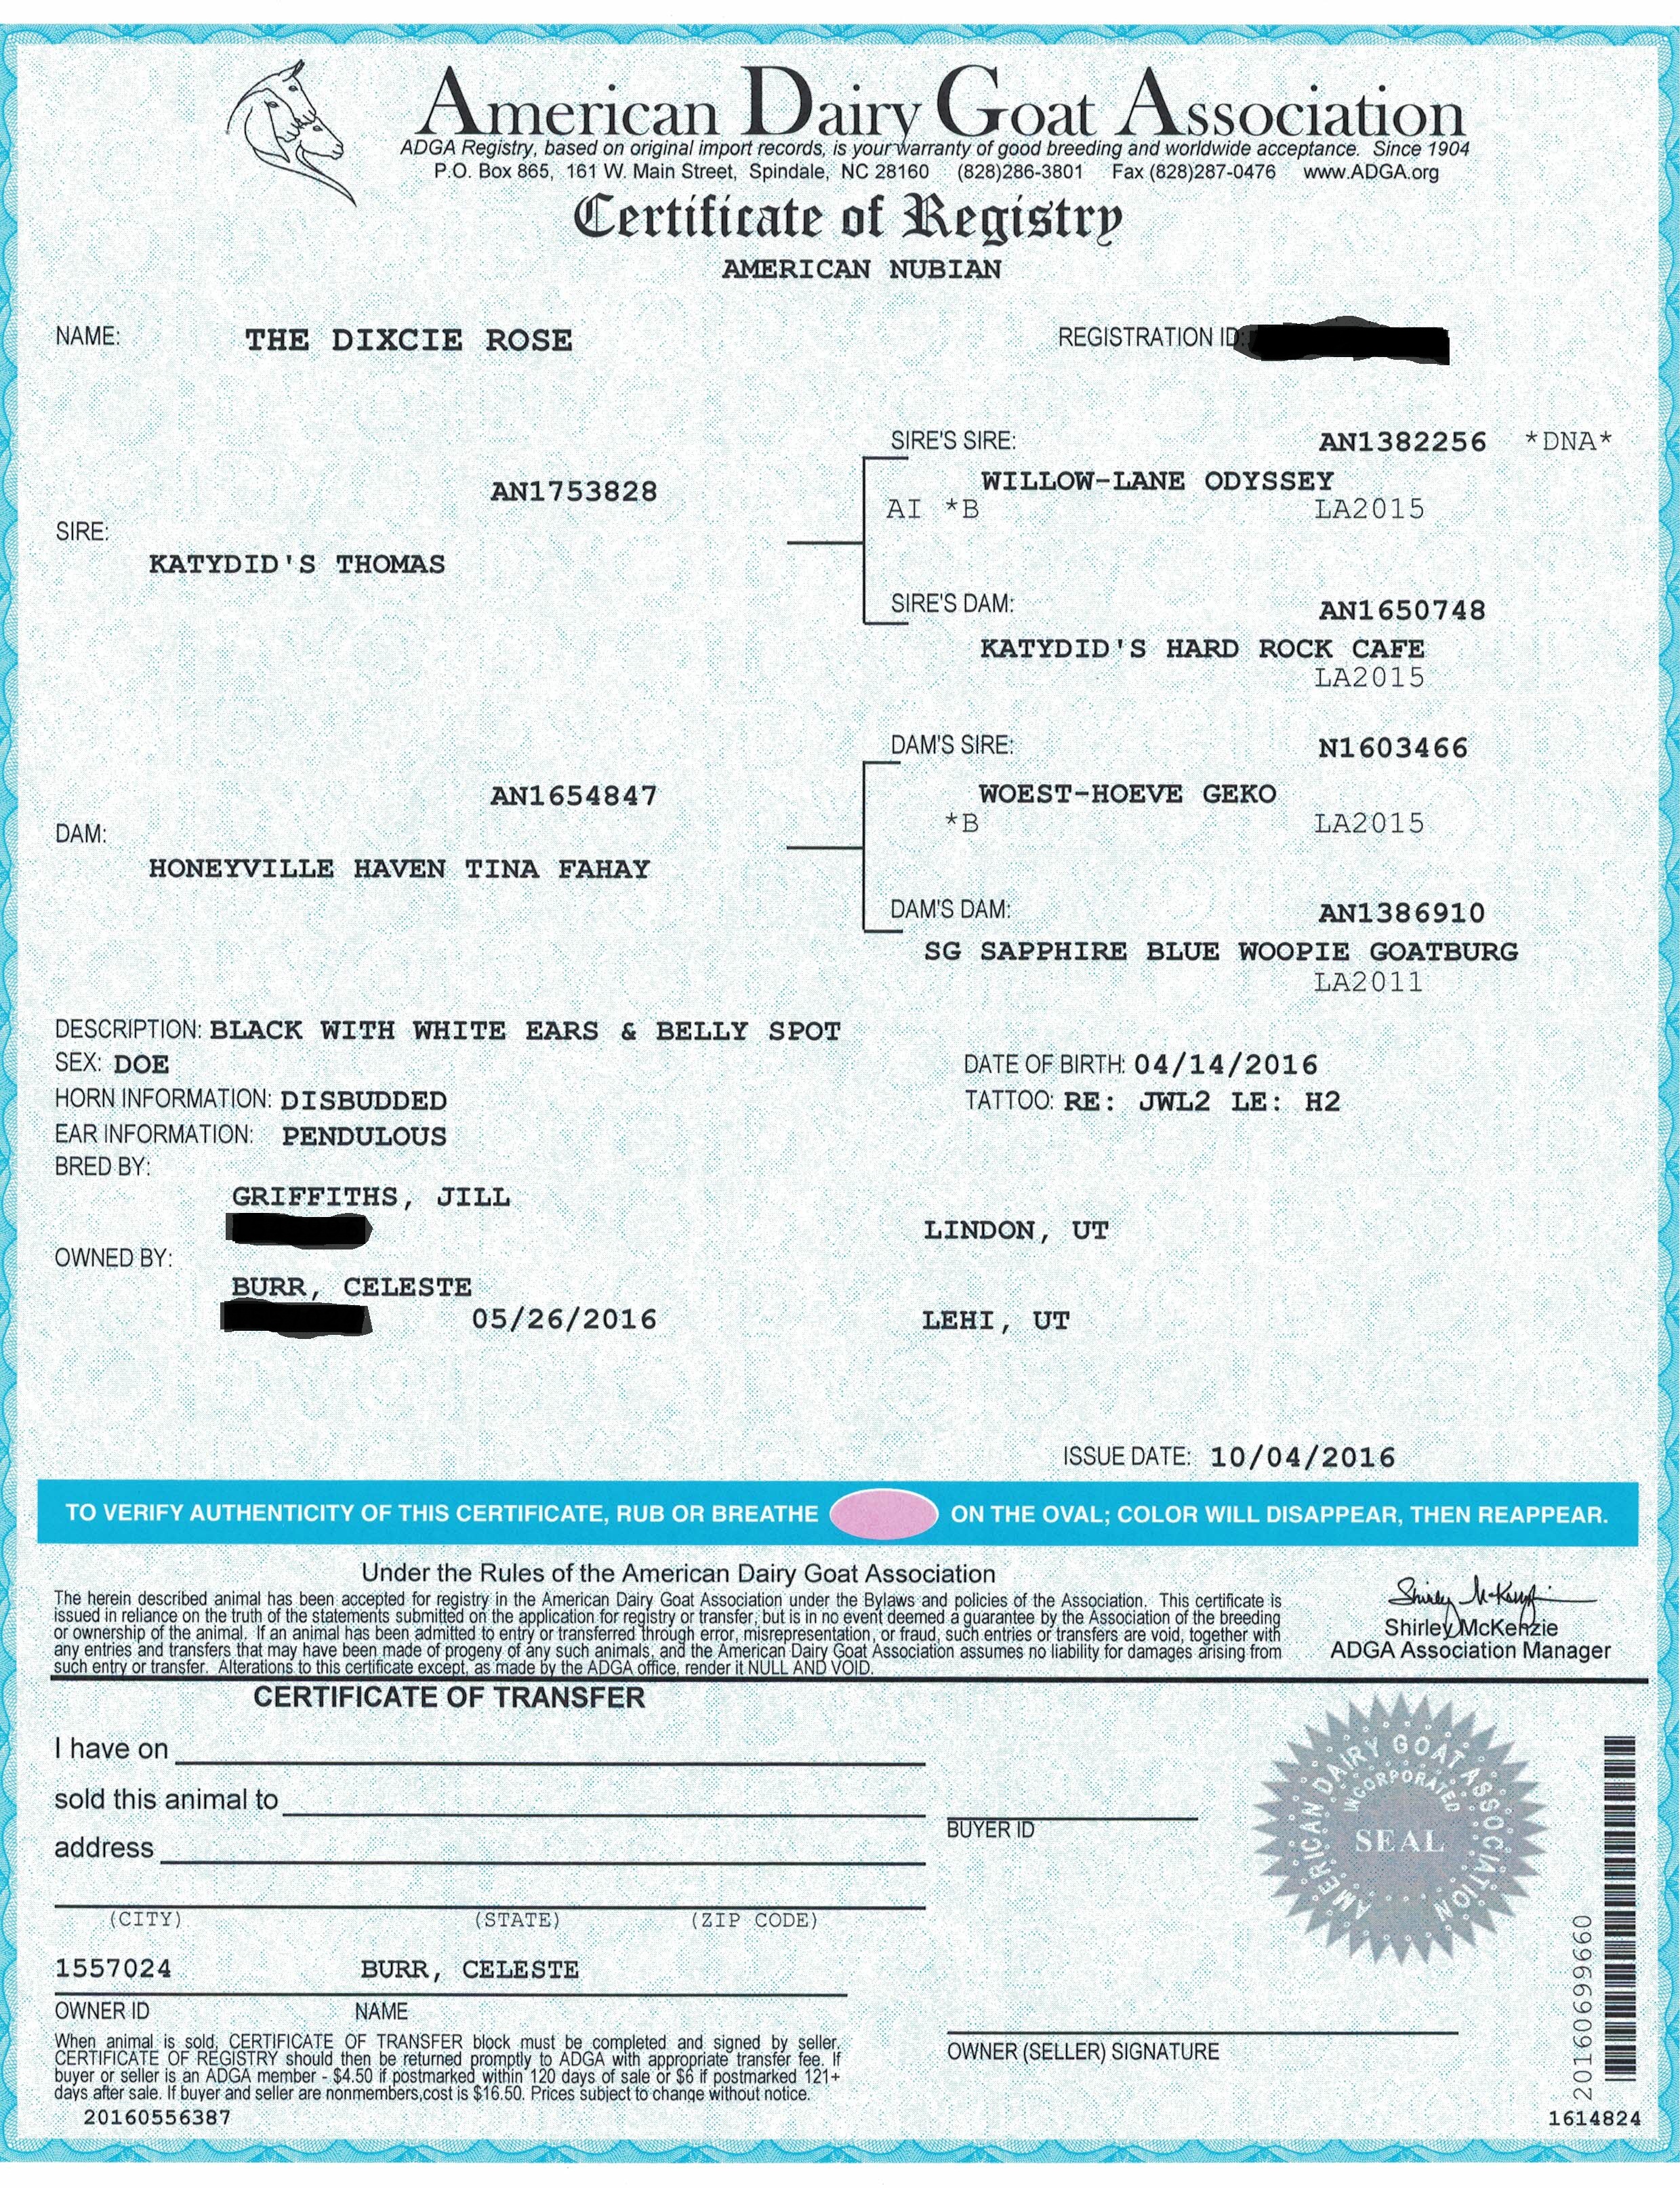 American Dairy Goat Association
ADGA Registry, based on original import records, is your warranty of good breeding and worldwide acceptance. Since 1904
P.O. Box 865, 161 W. Main Street, Spindale, NC 28160 (828)286-3801 Fax (828)287-0476 www.ADGA.org
Certificate of Registry
AMERICAN NUBIAN
NAME: THE DIXCIE ROSE
REGISTRATION ID:
SIRE'S SIRE: AN1382256 *DNA*
WILLOW-LANE ODYSSEY
AI *B LA2015
AN1753828
SIRE:
KATYDID'S THOMAS
SIRE'S DAM: AN1650748
KATYDID'S HARD ROCK CAFE
LA2015
DAM'S SIRE: N1603466
WOEST-HOEVE GEKO
*B LA2015
AN1654847
DAM:
HONEYVILLE HAVEN TINA FAHAY
DAM'S DAM: AN1386910
SG SAPPHIRE BLUE WOOPIE GOATBURG
LA2011
DESCRIPTION: BLACK WITH WHITE EARS & BELLY SPOT
SEX: DOE
DATE OF BIRTH: 04/14/2016
HORN INFORMATION: DISBUDDED
TATTOO: RE: JWL2 LE: H2
EAR INFORMATION: PENDULOUS
BRED BY:
GRIFFITHS, JILL
LINDON, UT
OWNED BY:
BURR, CELESTE
05/26/2016 LEHI, UT
ISSUE DATE: 10/04/2016
TO VERIFY AUTHENTICITY OF THIS CERTIFICATE, RUB OR BREATHE ON THE OVAL; COLOR WILL DISAPPEAR, THEN REAPPEAR.
Under the Rules of the American Dairy Goat Association
The herein described animal has been accepted for registry in the American Dairy Goat Association under the Bylaws and policies of the Association. This certificate is
issued in reliance on the truth of the statements submitted on the application for registry or transfer, but is in no event deemed a guarantee by the Association of the breeding
or ownership of the animal. If an animal has been admitted to entry or transferred through error, misrepresentation, or fraud, such entries or transfers are void, together with
any entries and transfers that may have been made of progeny of any such animals, and the American Dairy Goat Association assumes no liability for damages arising from
such entry or transfer. Alterations to this certificate except, as made by the ADGA office, render it NULL AND VOID.
Shirley McKenzie
Shirley McKenzie
ADGA Association Manager
CERTIFICATE OF TRANSFER
I have on
sold this animal to
address
BUYER ID
(CITY) (STATE) (ZIP CODE)
1557024 BURR, CELESTE
OWNER ID NAME
When animal is sold, CERTIFICATE OF TRANSFER block must be completed and signed by seller.
CERTIFICATE OF REGISTRY should then be returned promptly to ADGA with appropriate transfer fee. If
buyer or seller is an ADGA member - $4.50 if postmarked within 120 days of sale or $6 if postmarked 121+
days after sale. If buyer and seller are nonmembers,cost is $16.50. Prices subject to change without notice.
20160556387
OWNER (SELLER) SIGNATURE
AMERICAN DAIRY GOAT ASSOCIATION
INCORPORATED
SEAL
20160699660
1614824